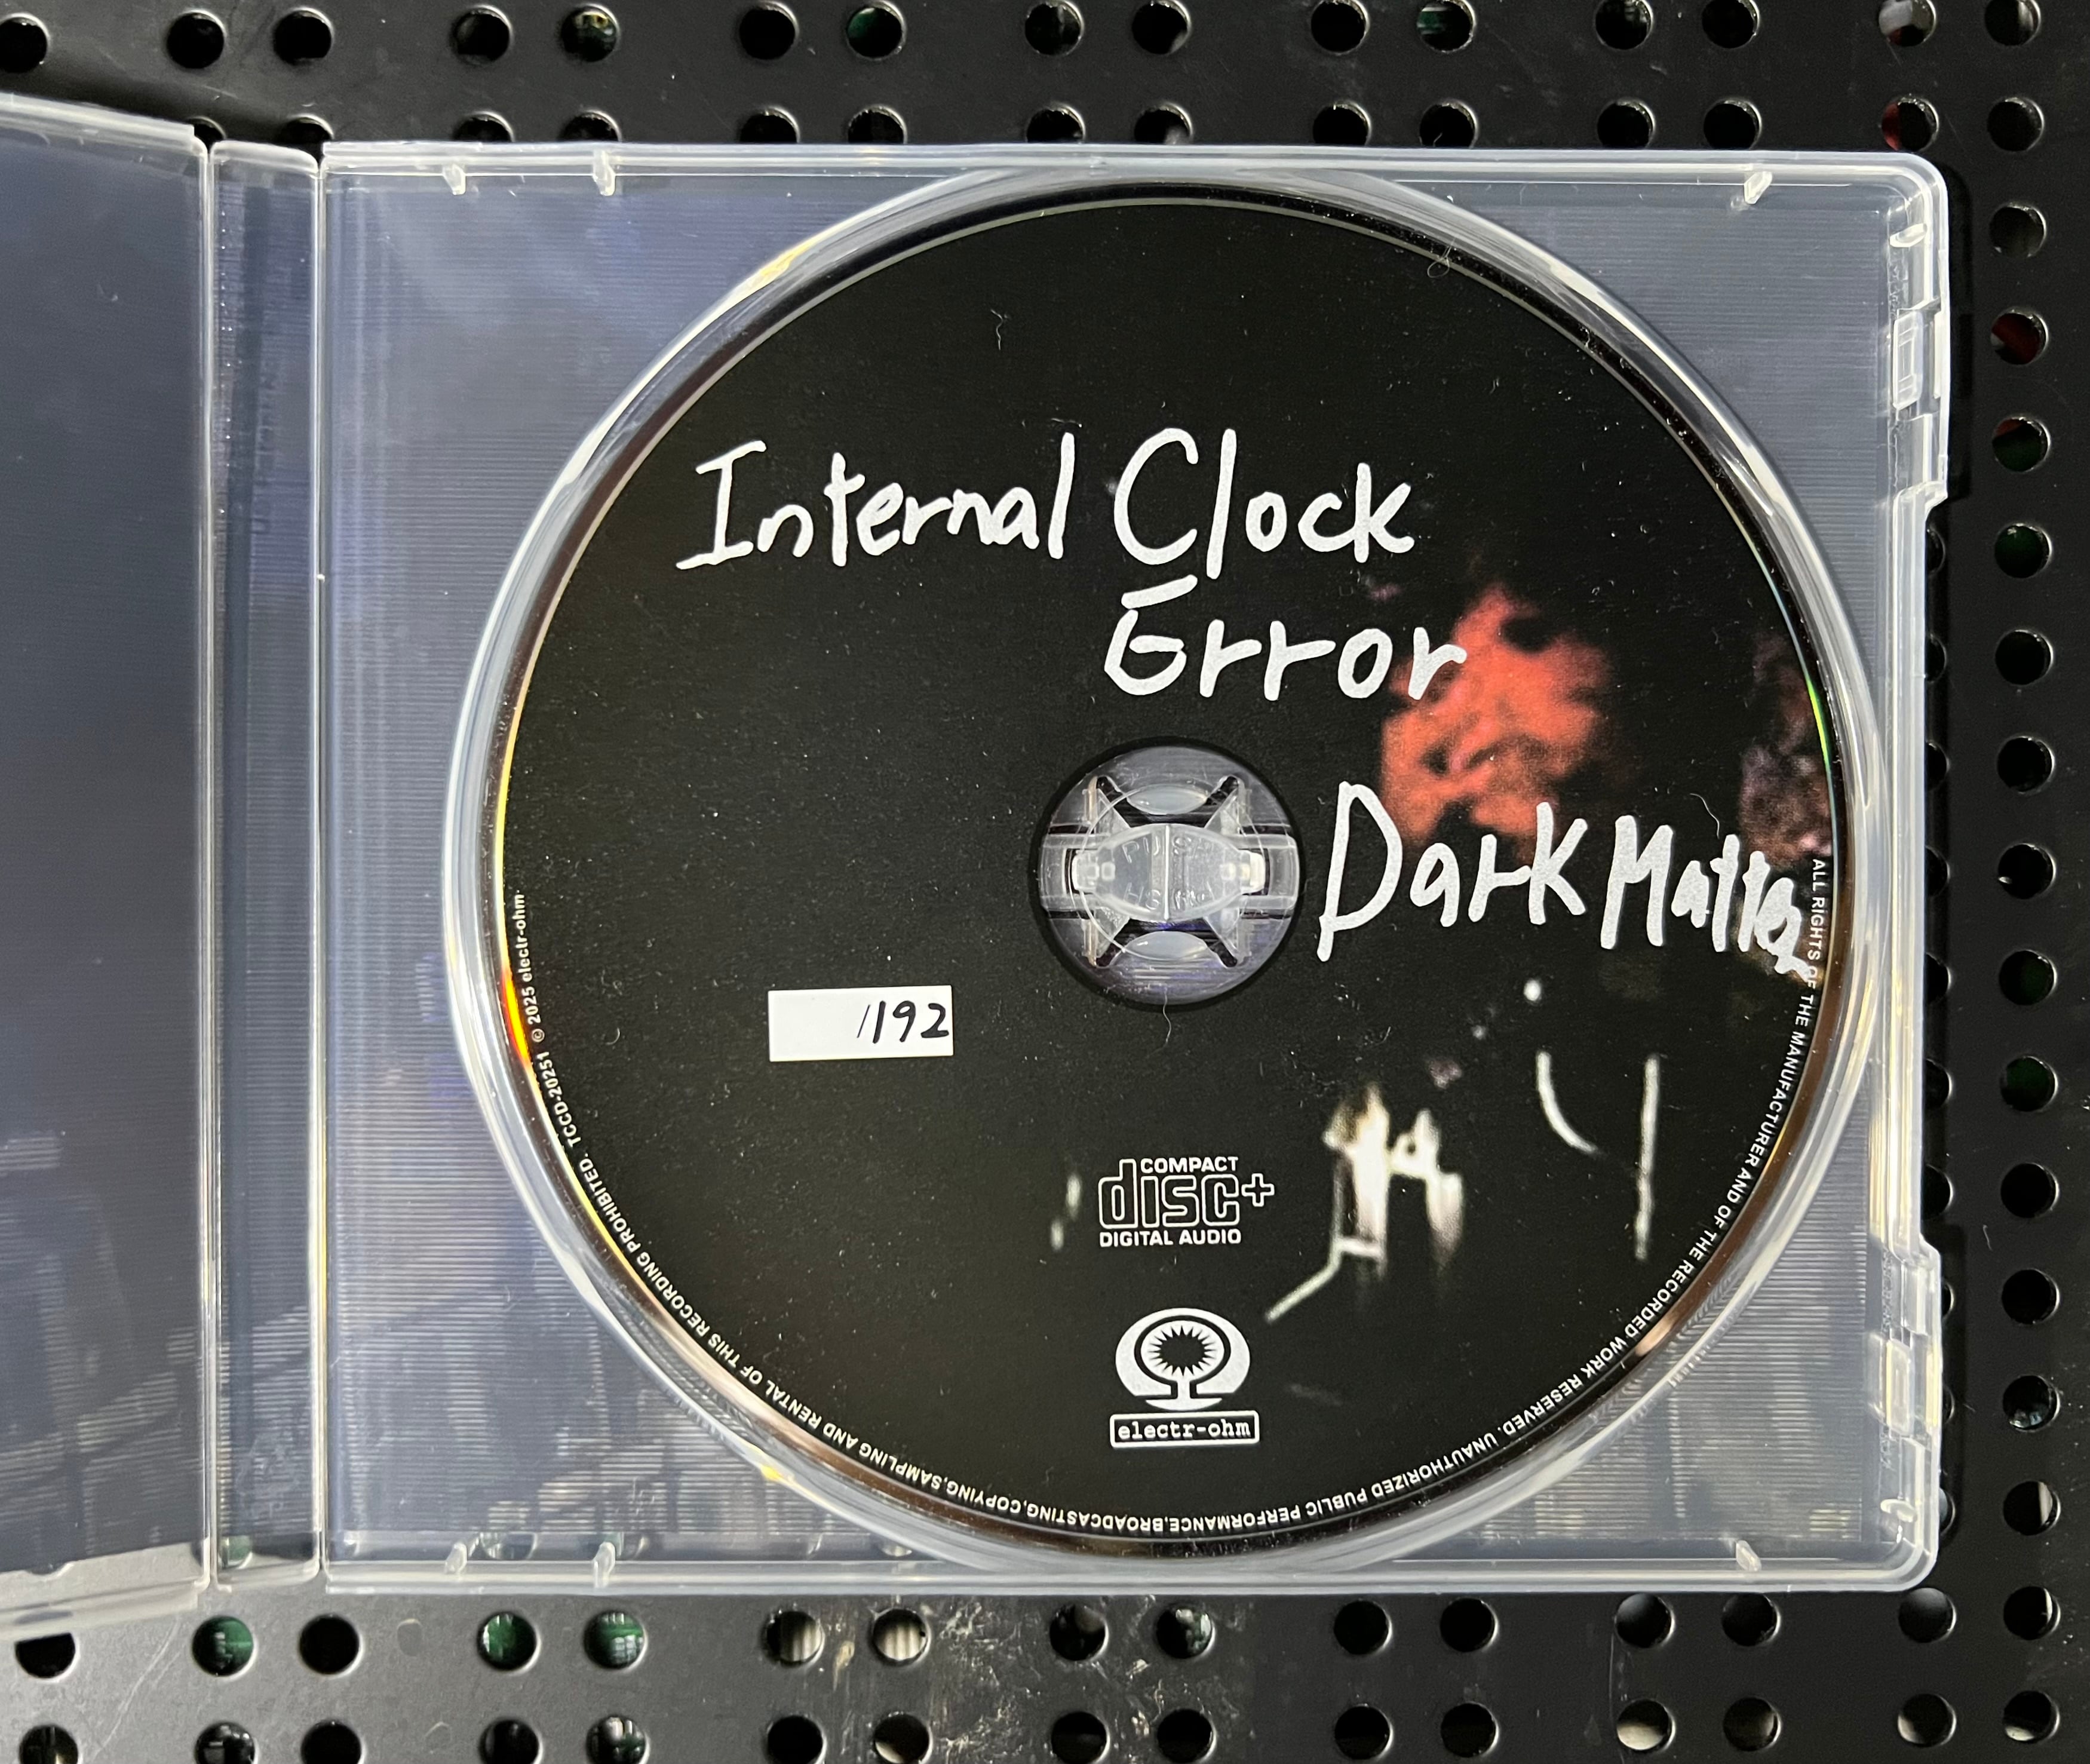 Internal Clock
Error
Dark Matter
/192
PUSH
COMPACT
disc+
DIGITAL AUDIO
electr-ohm
ALL RIGHTS OF THE MANUFACTURER AND OF THE RECORDED WORK RESERVED. UNAUTHORIZED PUBLIC PERFORMANCE,BROADCASTING,COPYING,SAMPLING AND RENTAL OF THIS RECORDING PROHIBITED. TCCD-20251 © 2025 electr-ohm